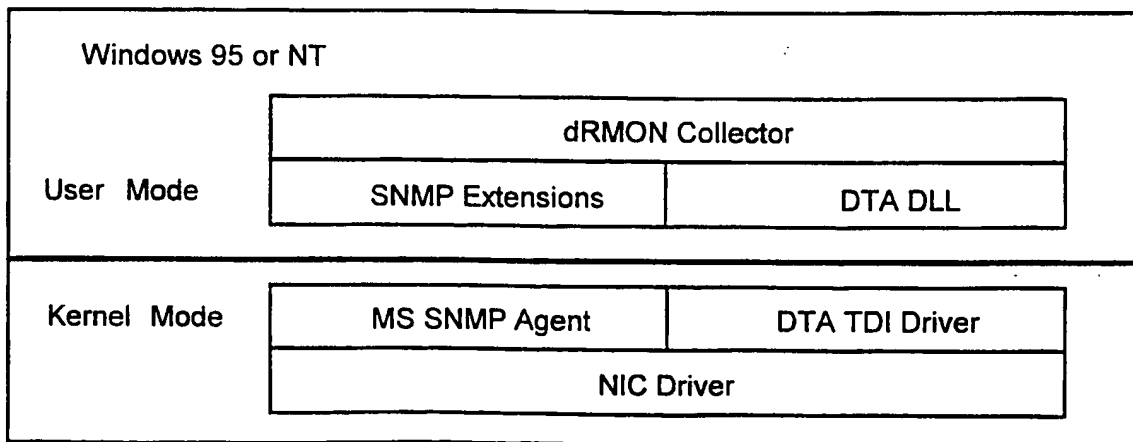 Windows 95 or NT
dRMON Collector
User Mode
SNMP Extensions
DTA DLL
Kernel Mode
MS SNMP Agent
DTA TDI Driver
NIC Driver